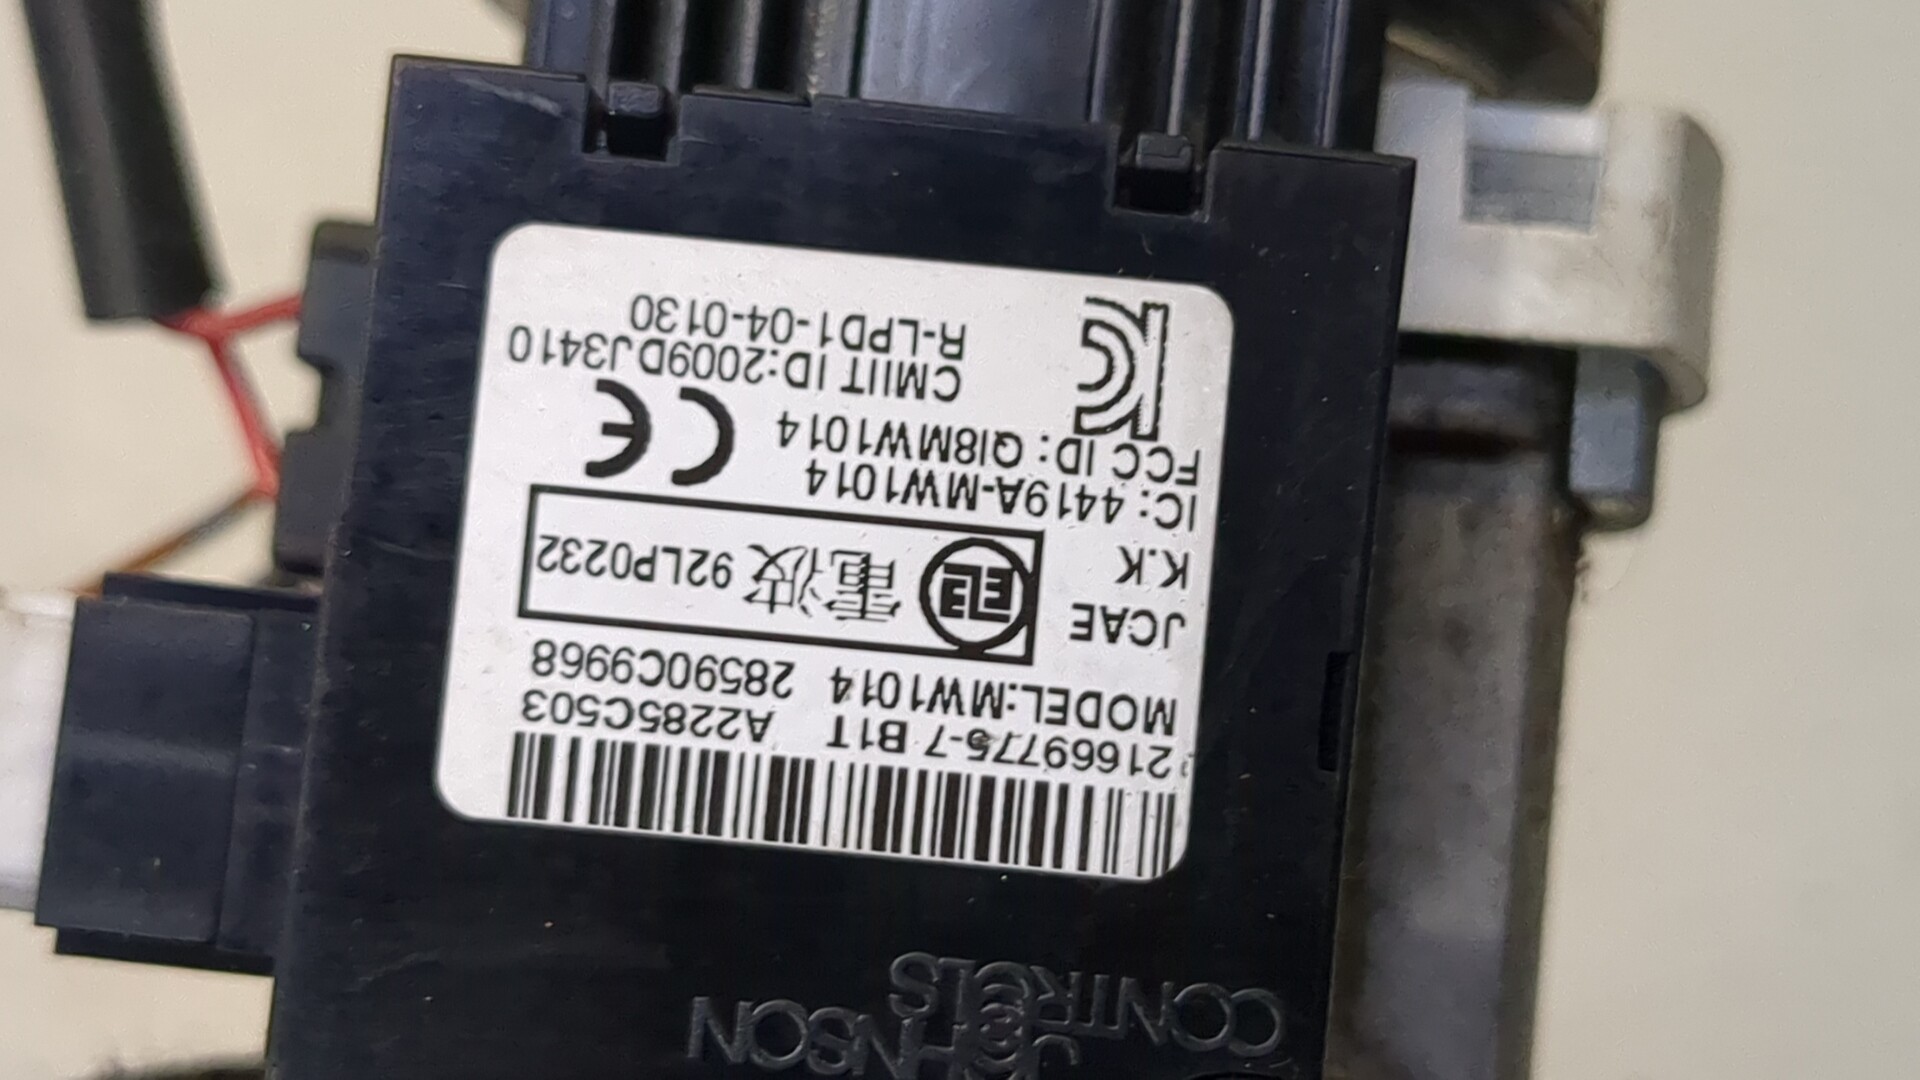 JOHNSON
CONTROLS
21669775-7 B1T A2285C503
MODEL:MW1014 28590C9968
JCAE
K.K
電波 92LP0232
IC: 4419A-MW1014
FCC ID: QI8MW1014
CE
CMIIT ID:2009DJ3410
R-LPD1-04-0130